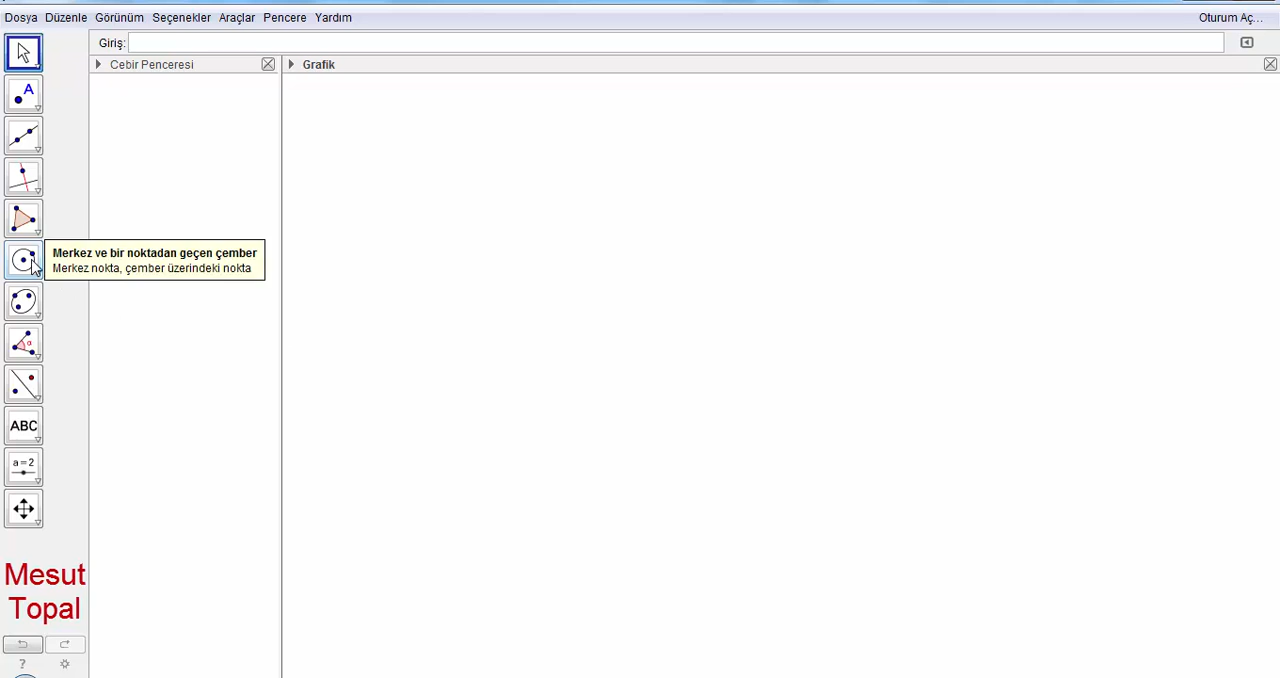 Dosya Düzenle Görünüm Seçenekler Araçlar Pencere Yardım Oturum Aç...
Giriş:
Cebir Penceresi Grafik
A
Merkez ve bir noktadan geçen çember
Merkez nokta, çember üzerindeki nokta
α
ABC
a=2
Mesut
Topal
?